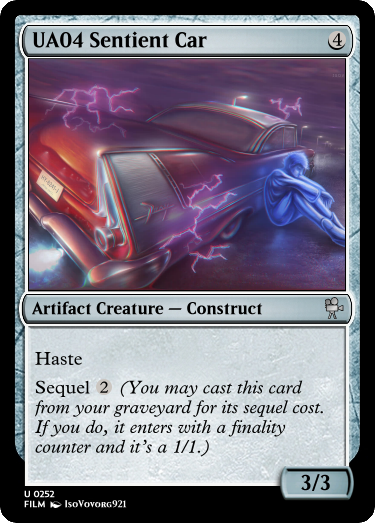 UA04 Sentient Car 4
Artifact Creature — Construct
Haste
Sequel 2 (You may cast this card
from your graveyard for its sequel cost.
If you do, it enters with a finality
counter and it's a 1/1.)
3/3
U 0252
FILM IsoVovorg921